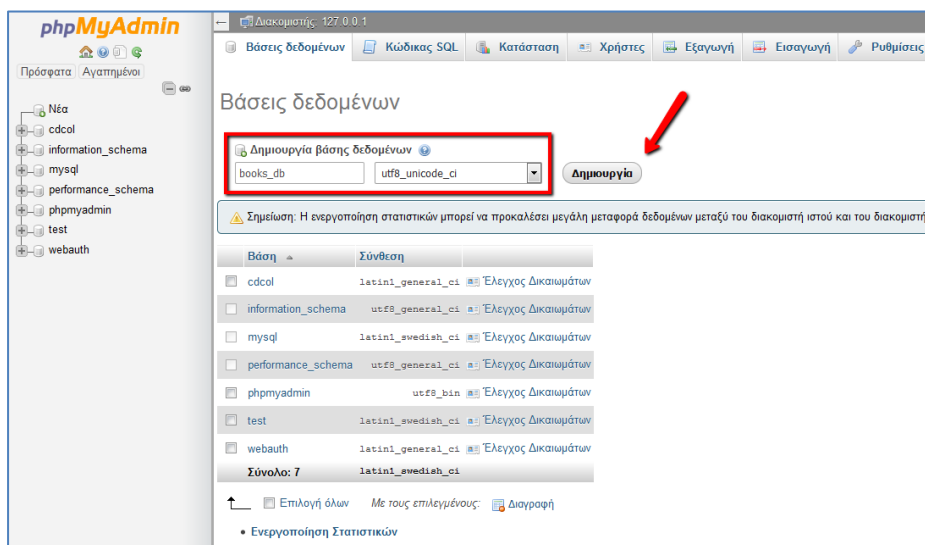 phpMyAdmin
Πρόσφατα Αγαπημένοι
Νέα
cdcol
information_schema
mysql
performance_schema
phpmyadmin
test
webauth
Διακομιστής: 127.0.0.1
Βάσεις δεδομένων Κώδικας SQL Κατάσταση Χρήστες Εξαγωγή Εισαγωγή Ρυθμίσεις
Βάσεις δεδομένων
Δημιουργία βάσης δεδομένων
books_db utf8_unicode_ci Δημιουργία
Σημείωση: Η ενεργοποίηση στατιστικών μπορεί να προκαλέσει μεγάλη μεταφορά δεδομένων μεταξύ του διακομιστή ιστού και του διακομιστή
Βάση Σύνθεση
cdcol latin1_general_ci Έλεγχος Δικαιωμάτων
information_schema utf8_general_ci Έλεγχος Δικαιωμάτων
mysql latin1_swedish_ci Έλεγχος Δικαιωμάτων
performance_schema utf8_general_ci Έλεγχος Δικαιωμάτων
phpmyadmin utf8_bin Έλεγχος Δικαιωμάτων
test latin1_swedish_ci Έλεγχος Δικαιωμάτων
webauth latin1_general_ci Έλεγχος Δικαιωμάτων
Σύνολο: 7 latin1_swedish_ci
Επιλογή όλων Με τους επιλεγμένους: Διαγραφή
• Ενεργοποίηση Στατιστικών